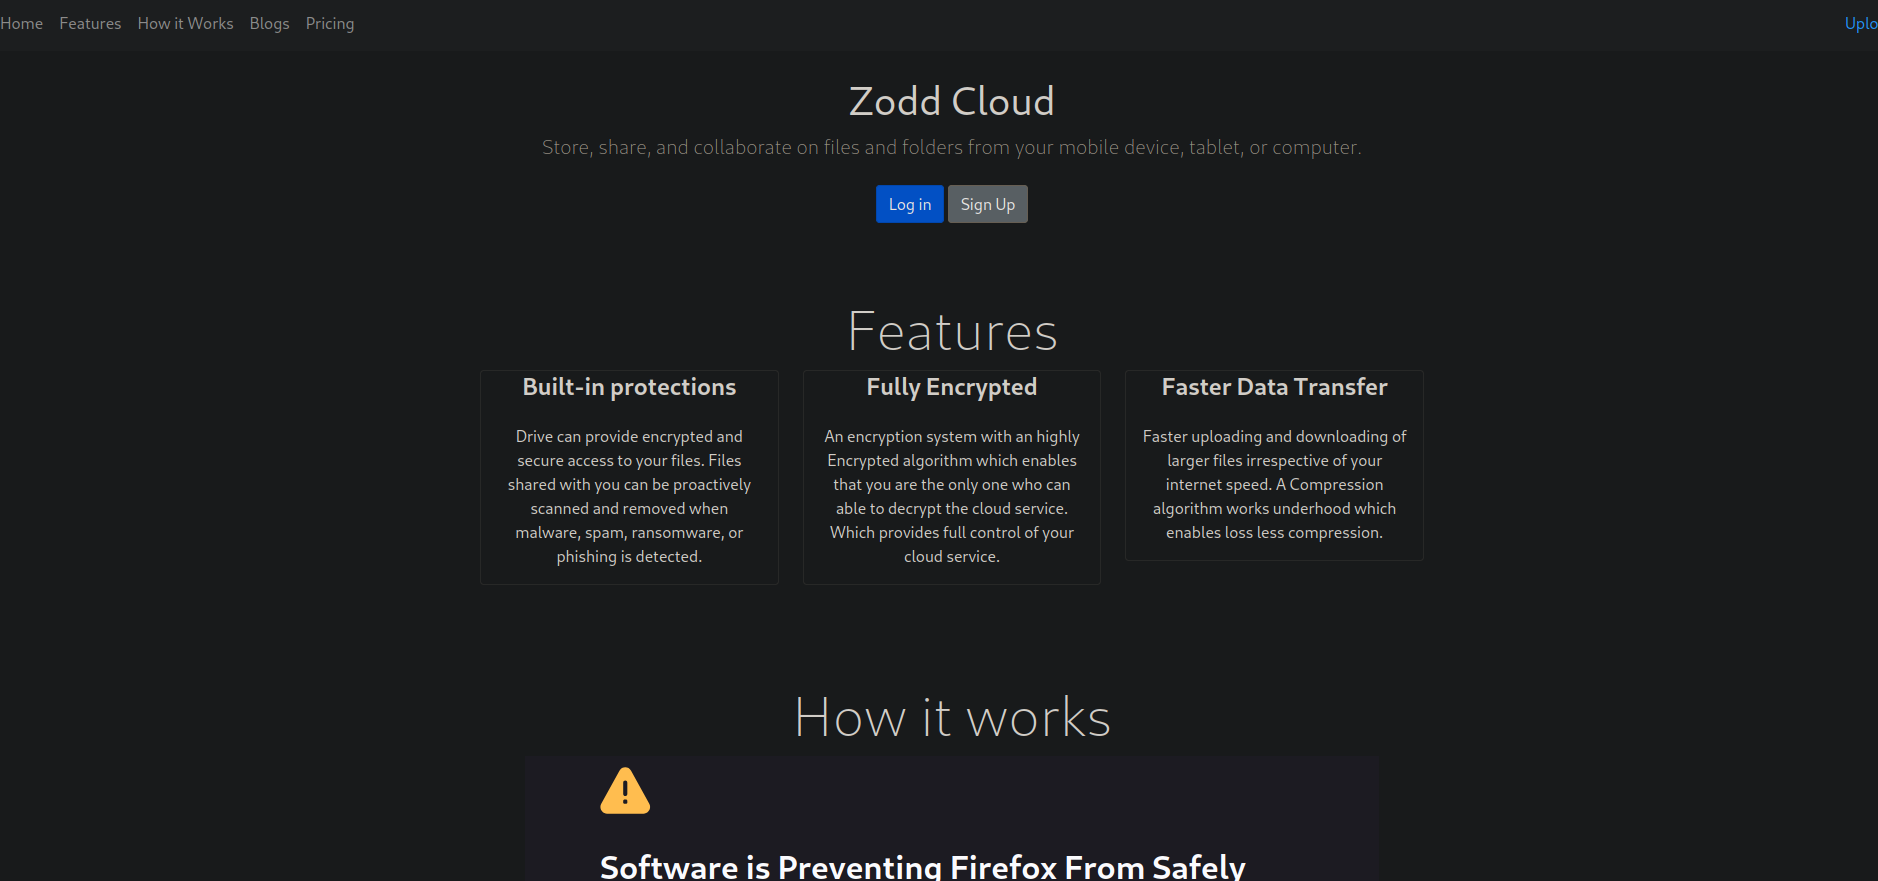 Home Features How it Works Blogs Pricing Uplo
Zodd Cloud
Store, share, and collaborate on files and folders from your mobile device, tablet, or computer.
Log in Sign Up
Features
Built-in protections
Drive can provide encrypted and
secure access to your files. Files
shared with you can be proactively
scanned and removed when
malware, spam, ransomware, or
phishing is detected.
Fully Encrypted
An encryption system with an highly
Encrypted algorithm which enables
that you are the only one who can
able to decrypt the cloud service.
Which provides full control of your
cloud service.
Faster Data Transfer
Faster uploading and downloading of
larger files irrespective of your
internet speed. A Compression
algorithm works underhood which
enables loss less compression.
How it works
Software is Preventing Firefox From Safely